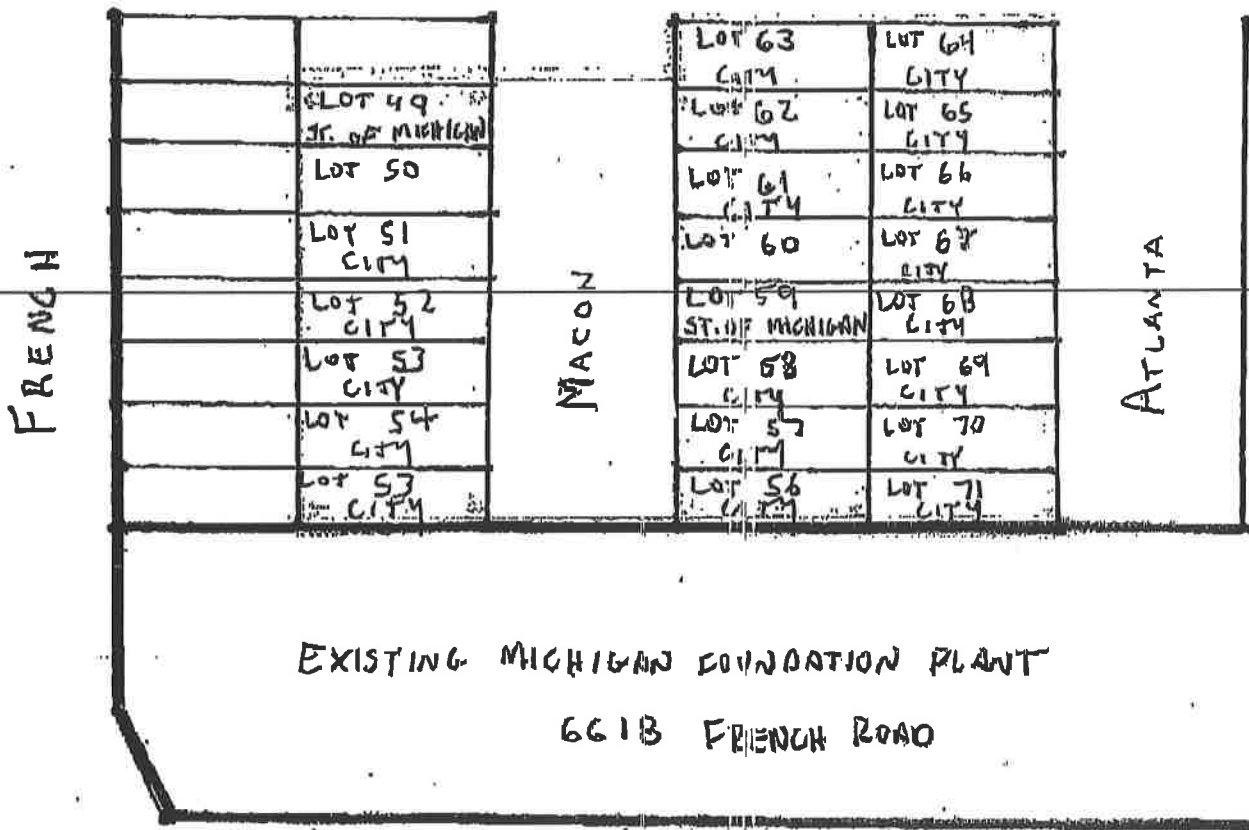 FRENCH
LOT 49
ST. OF MICHIGAN
LOT 50
LOT 51
CITY
LOT 52
CITY
LOT 53
CITY
LOT 54
CITY
LOT 53
CITY
MACON
LOT 63
CITY
LOT 62
CITY
LOT 61
CITY
LOT 60
LOT 59
ST. OF MICHIGAN
LOT 58
CITY
LOT 57
CITY
LOT 56
CITY
LOT 64
CITY
LOT 65
CITY
LOT 66
CITY
LOT 67
CITY
LOT 68
CITY
LOT 69
CITY
LOT 70
CITY
LOT 71
CITY
ATLANTA
EXISTING MICHIGAN FOUNDATION PLANT
6618 FRENCH ROAD